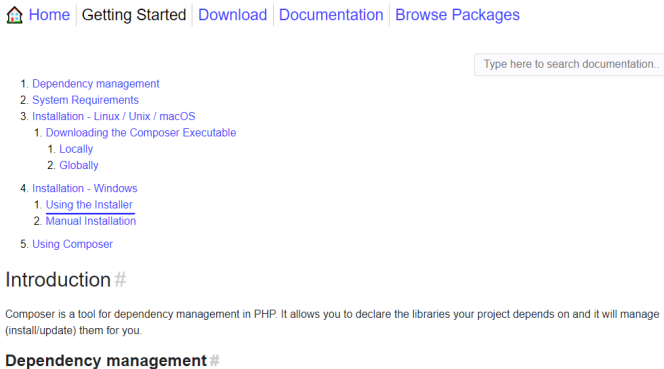 Home Getting Started Download Documentation Browse Packages
Type here to search documentation..
1. Dependency management
2. System Requirements
3. Installation - Linux / Unix / macOS
1. Downloading the Composer Executable
1. Locally
2. Globally
4. Installation - Windows
1. Using the Installer
2. Manual Installation
5. Using Composer
Introduction #
Composer is a tool for dependency management in PHP. It allows you to declare the libraries your project depends on and it will manage
(install/update) them for you.
Dependency management #